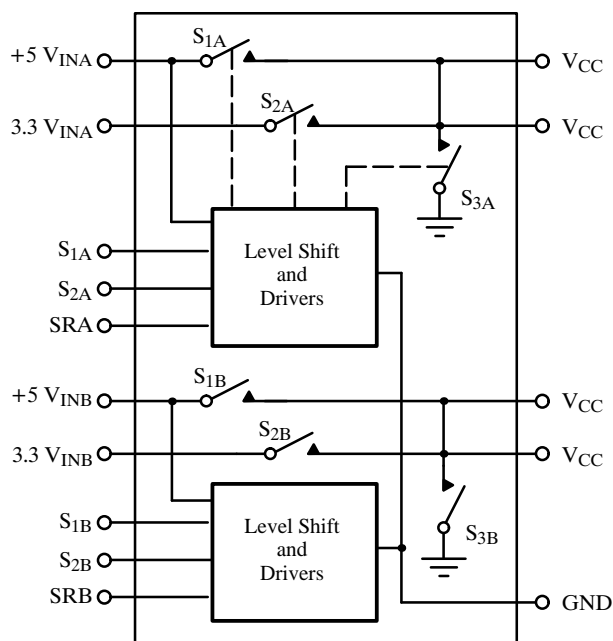 S1A
+5 VINA
VCC
S2A
3.3 VINA
VCC
S3A
Level Shift
and
Drivers
S1A
S2A
SRA
S1B
+5 VINB
VCC
S2B
3.3 VINB
VCC
S3B
Level Shift
and
Drivers
S1B
S2B
SRB
GND